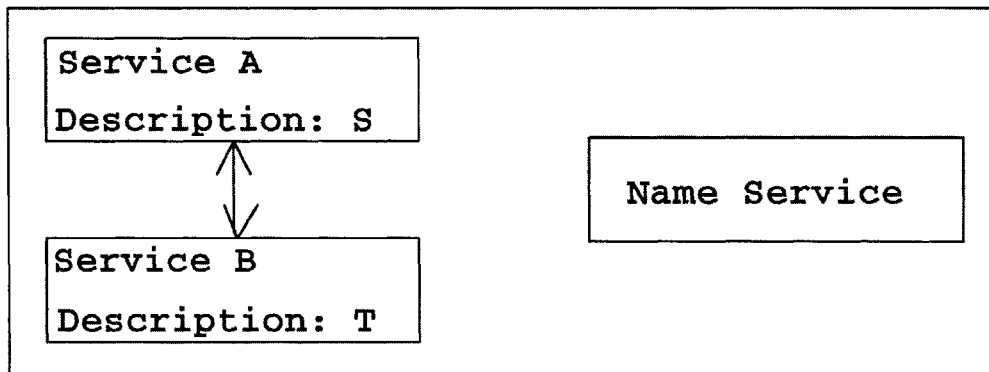 Service A
Description: S
Name Service
Service B
Description: T